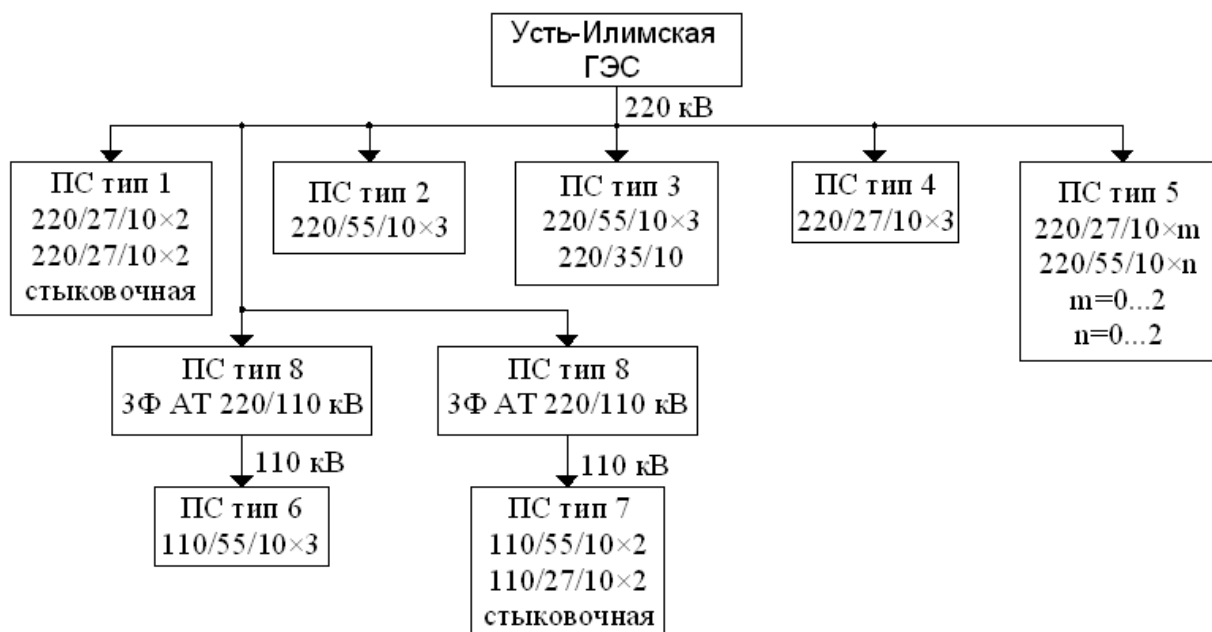 Усть-Илимская
ГЭС
220 кВ
ПС тип 1
220/27/10×2
220/27/10×2
стыковочная
ПС тип 2
220/55/10×3
ПС тип 3
220/55/10×3
220/35/10
ПС тип 4
220/27/10×3
ПС тип 5
220/27/10×m
220/55/10×n
m=0...2
n=0...2
ПС тип 8
3Ф АТ 220/110 кВ
ПС тип 8
3Ф АТ 220/110 кВ
110 кВ
110 кВ
ПС тип 6
110/55/10×3
ПС тип 7
110/55/10×2
110/27/10×2
стыковочная